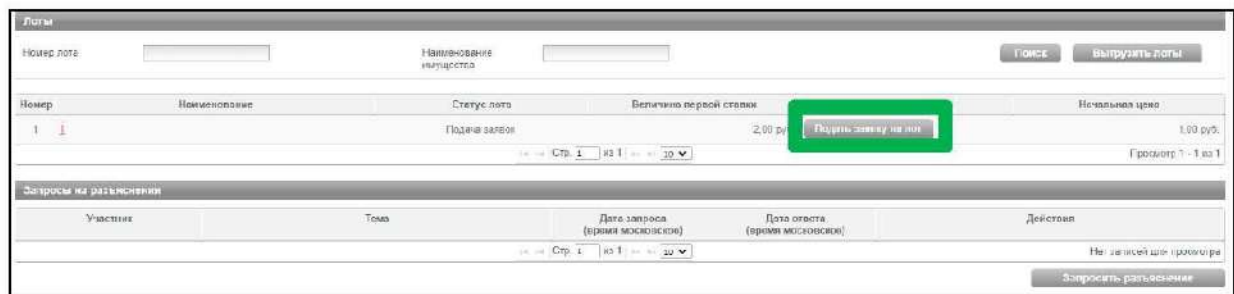 Лоты
Номер лота
Наименование
имущества
Поиск
Выгрузить лоты
Номер Наименование Статус лота Величина первой ставки Начальная цена
1 1 Подача заявок 2,00 ру Подать заявку на лот 1,00 руб.
Стр. 1 из 1 10 Просмотр 1 - 1 из 1
Запросы на разъяснения
Участник Тема Дата запроса
(время московское) Дата ответа
(время московское) Действия
Стр. 1 из 1 10 Нет записей для просмотра
Запросить разъяснение